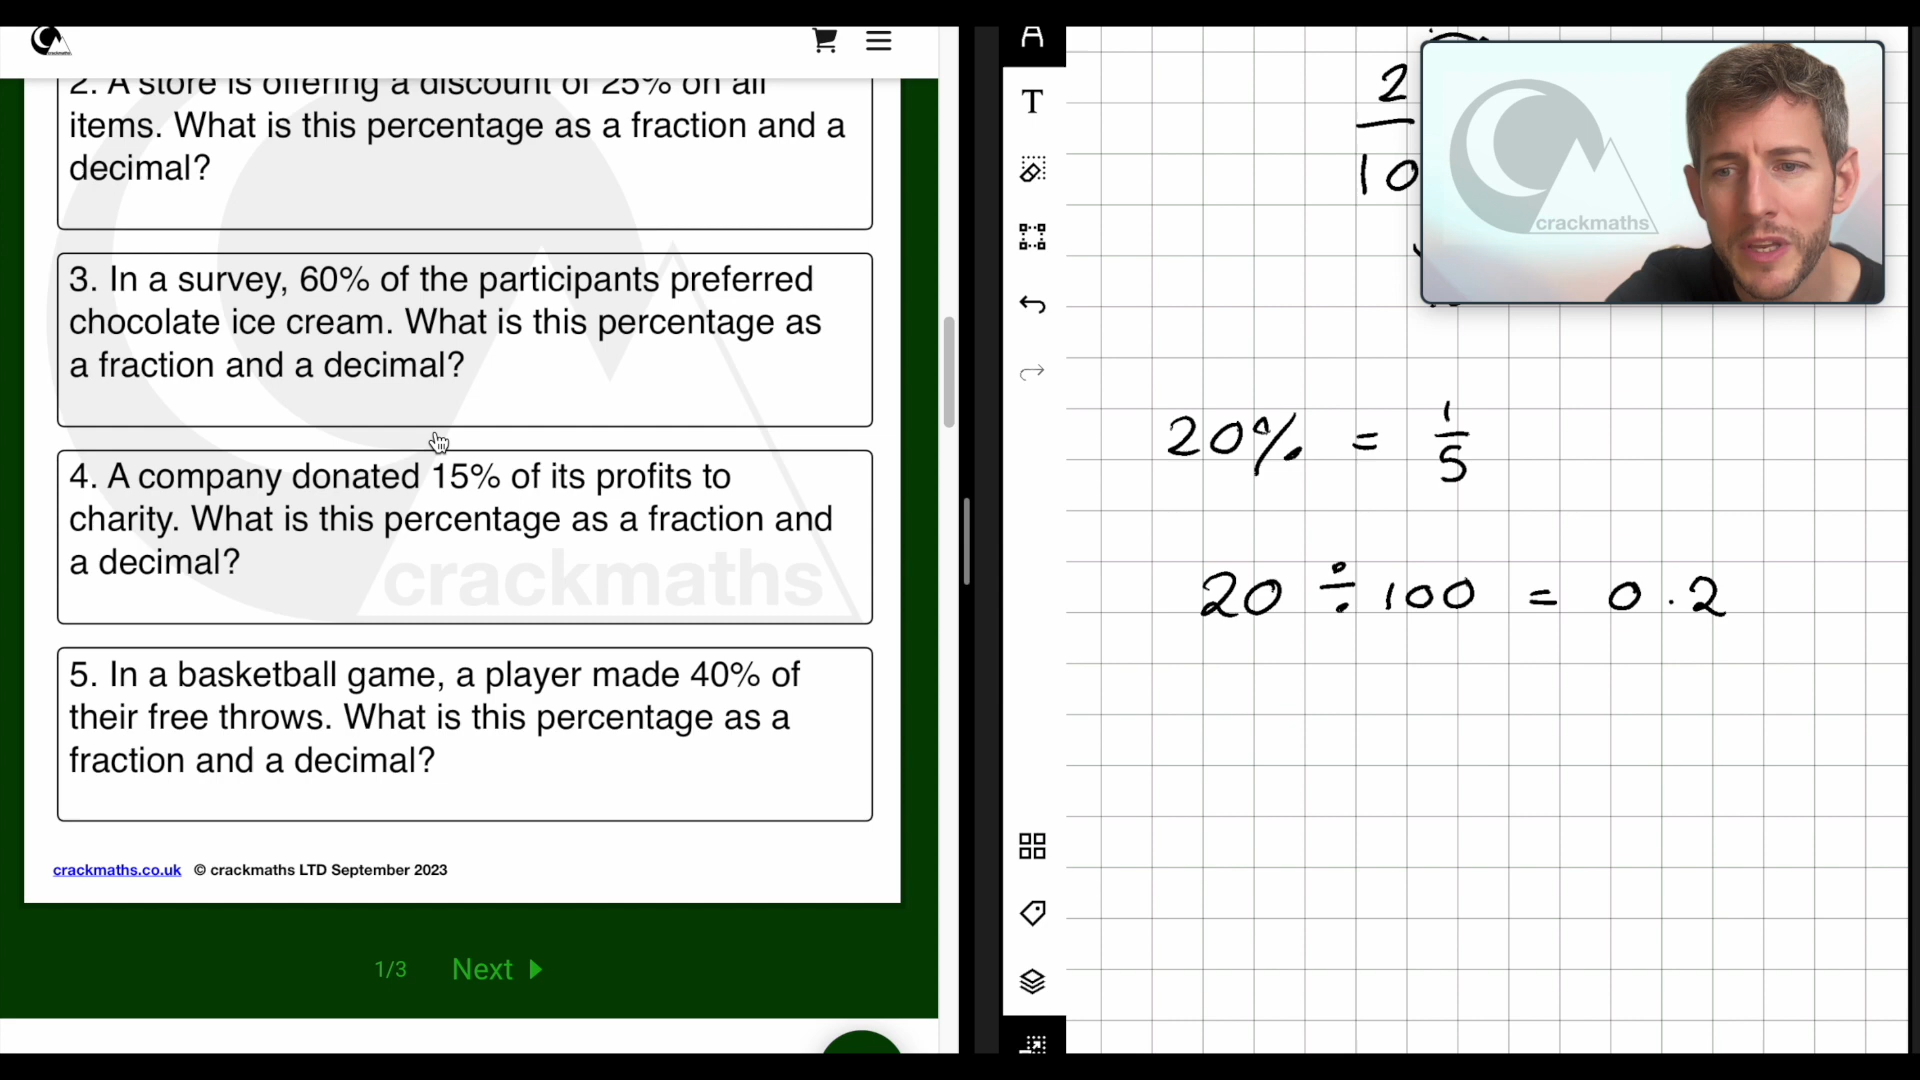 2. A store is offering a discount of 25% on all
items. What is this percentage as a fraction and a
decimal?
3. In a survey, 60% of the participants preferred
chocolate ice cream. What is this percentage as
a fraction and a decimal?
4. A company donated 15% of its profits to
charity. What is this percentage as a fraction and
a decimal?
crackmaths
5. In a basketball game, a player made 40% of
their free throws. What is this percentage as a
fraction and a decimal?
crackmaths.co.uk © crackmaths LTD September 2023
1/3 Next
A
T
2
10
crackmaths
20% = 1/5
20 ÷ 100 = 0.2